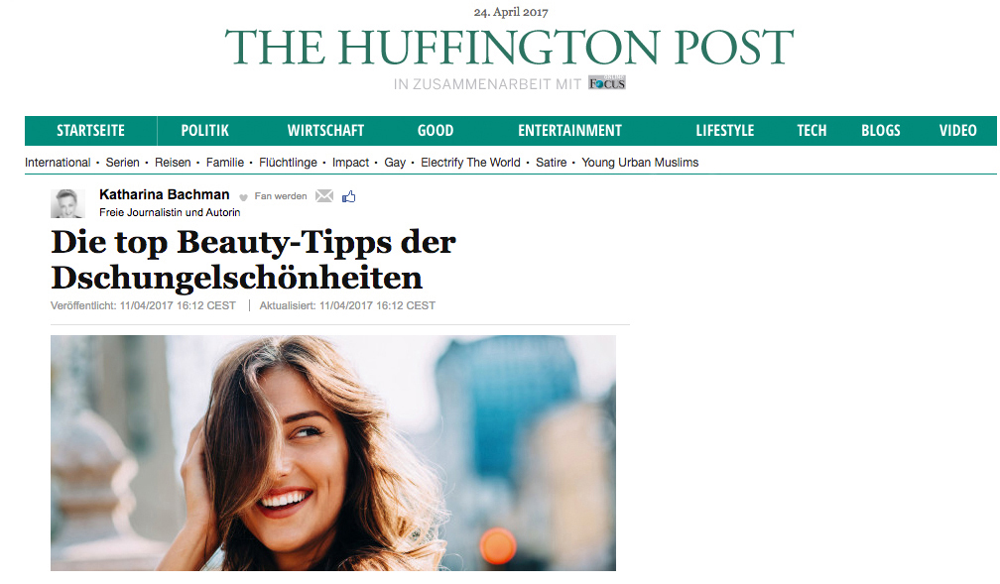 24. April 2017
THE HUFFINGTON POST
IN ZUSAMMENARBEIT MIT ONLINE FOCUS
STARTSEITE POLITIK WIRTSCHAFT GOOD ENTERTAINMENT LIFESTYLE TECH BLOGS VIDEO
International • Serien • Reisen • Familie • Flüchtlinge • Impact • Gay • Electrify The World • Satire • Young Urban Muslims
Katharina Bachman Fan werden
Freie Journalistin und Autorin
Die top Beauty-Tipps der
Dschungelschönheiten
Veröffentlicht: 11/04/2017 16:12 CEST | Aktualisiert: 11/04/2017 16:12 CEST